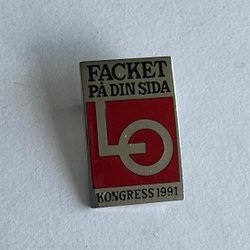 FACKET
PÅ DIN SIDA
LO
KONGRESS 1991